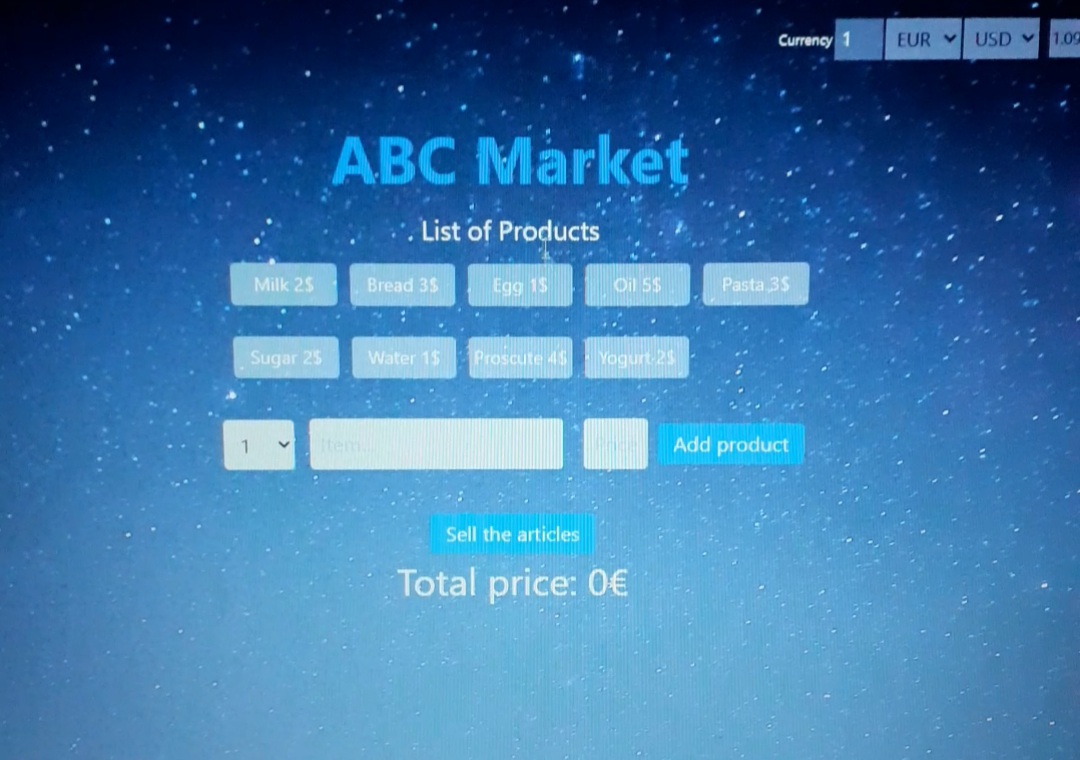 Currency 1 EUR USD 1.09
ABC Market
List of Products
Milk 2$ Bread 3$ Egg 1$ Oil 5$ Pasta 3$
Sugar 2$ Water 1$ Proscute 4$ Yogurt 2$
1 Item... Price Add product
Sell the articles
Total price: 0€